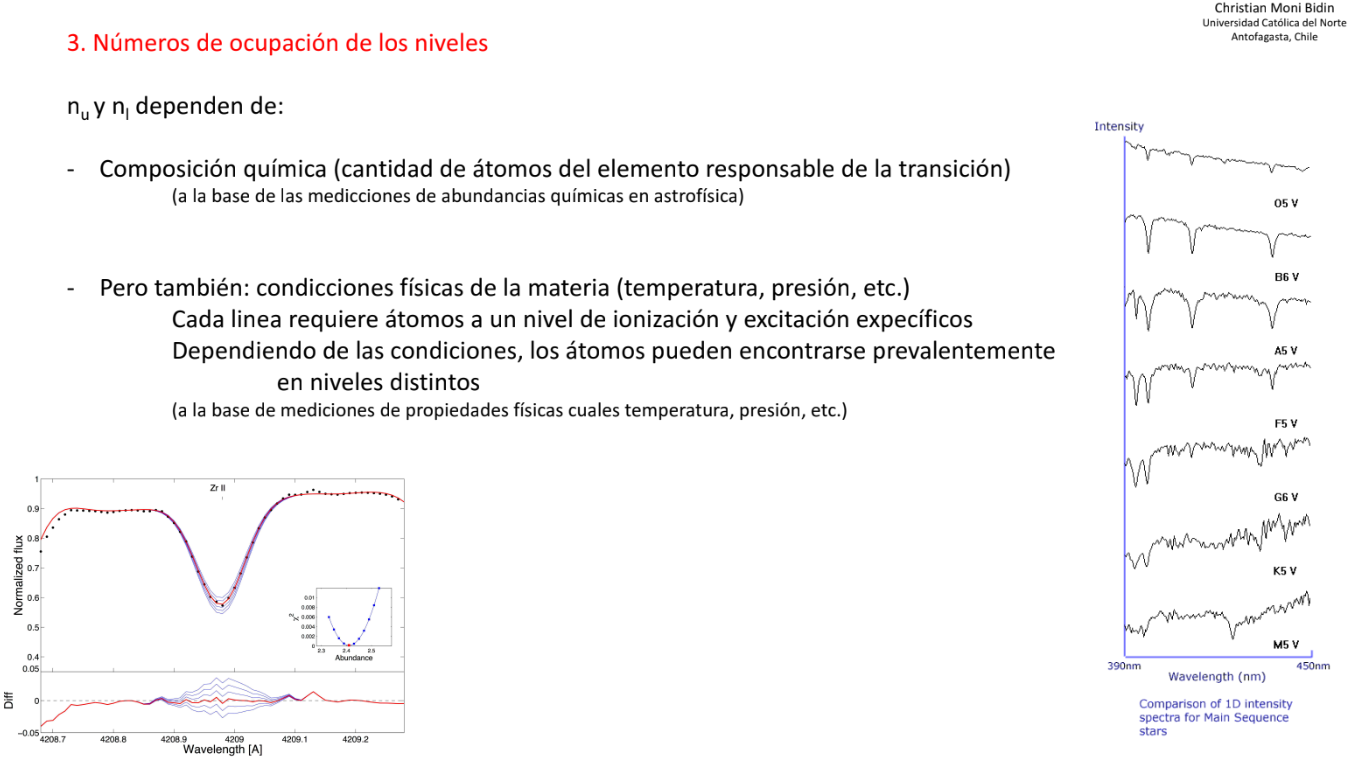 Christian Moni Bidin
Universidad Católica del Norte
Antofagasta, Chile
3. Números de ocupación de los niveles
nu y nl dependen de:
- Composición química (cantidad de átomos del elemento responsable de la transición)
(a la base de las medicciones de abundancias químicas en astrofísica)
- Pero también: condicciones físicas de la materia (temperatura, presión, etc.)
Cada linea requiere átomos a un nivel de ionización y excitación expecíficos
Dependiendo de las condiciones, los átomos pueden encontrarse prevalentemente
en niveles distintos
(a la base de mediciones de propiedades físicas cuales temperatura, presión, etc.)
Intensity
O5 V
B6 V
A5 V
F5 V
G6 V
K5 V
M5 V
390nm 450nm
Wavelength (nm)
Comparison of 1D intensity
spectra for Main Sequence
stars
Zr II
Normalized flux
1
0.9
0.8
0.7
0.6
0.5
0.4
χ2
0.01
0.008
0.006
0.004
0.002
0
2.3 2.4 2.5
Abundance
Diff
0.05
0
−0.05
4208.7 4208.8 4208.9 4209 4209.1 4209.2
Wavelength [A]